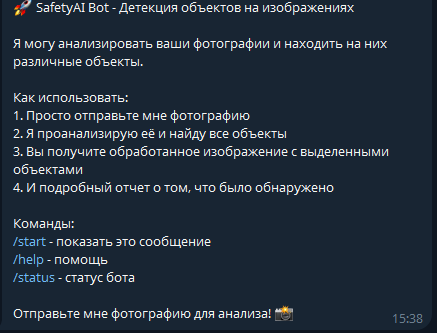 🚀 SafetyAI Bot - Детекция объектов на изображениях
Я могу анализировать ваши фотографии и находить на них
различные объекты.
Как использовать:
1. Просто отправьте мне фотографию
2. Я проанализирую её и найду все объекты
3. Вы получите обработанное изображение с выделенными
объектами
4. И подробный отчет о том, что было обнаружено
Команды:
/start - показать это сообщение
/help - помощь
/status - статус бота
Отправьте мне фотографию для анализа! 📸
15:38